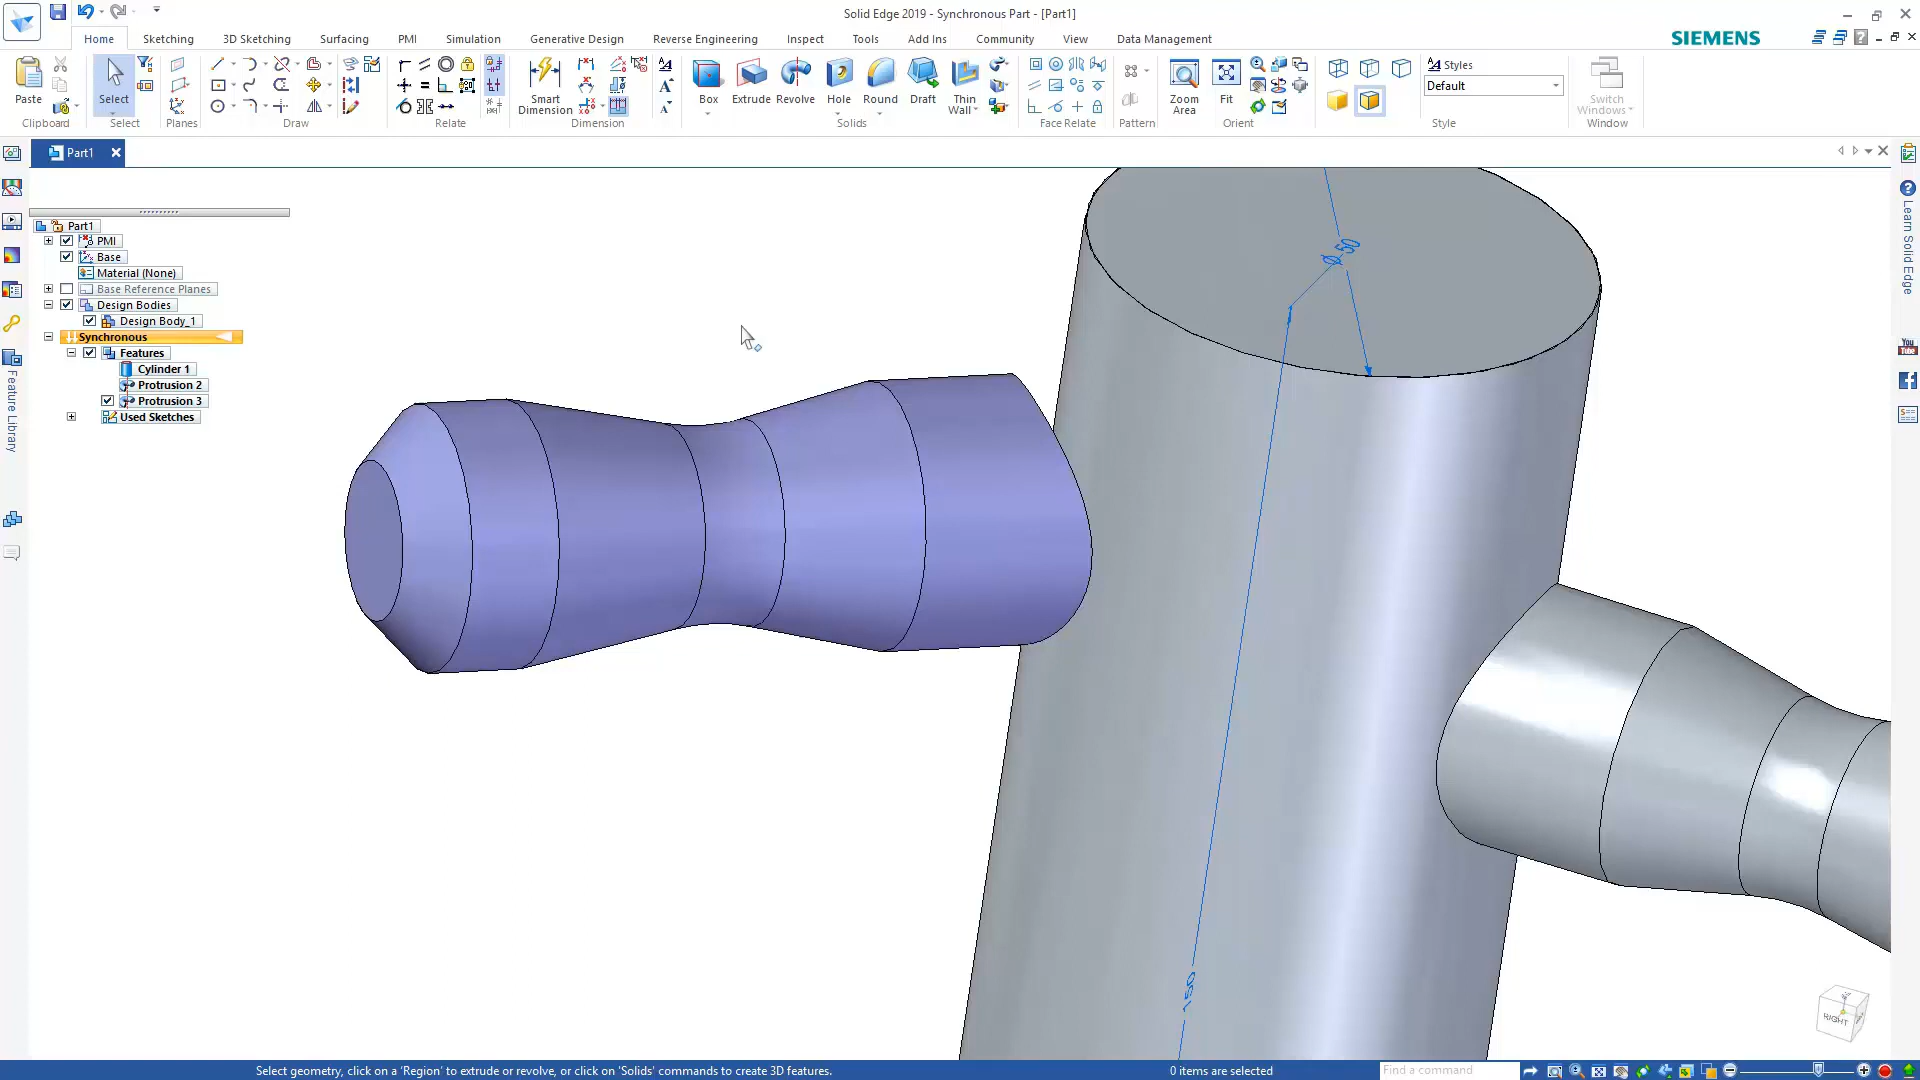 Solid Edge 2019 - Synchronous Part - [Part1]
Home
Sketching
3D Sketching
Surfacing
PMI
Simulation
Generative Design
Reverse Engineering
Inspect
Tools
Add Ins
Community
View
Data Management
SIEMENS
Paste
Select
Smart Dimension
Box
Extrude
Revolve
Hole
Round
Draft
Thin Wall
Zoom Area
Fit
Styles
Default
Switch Windows
Clipboard
Select
Planes
Draw
Relate
Dimension
Solids
Face Relate
Pattern
Orient
Style
Window
Part1
Part1
PMI
Base
Material (None)
Base Reference Planes
Design Bodies
Design Body_1
Synchronous
Features
Cylinder 1
Protrusion 2
Protrusion 3
Used Sketches
Feature Library
Learn Solid Edge
You Tube
ϕ 50
150
RIGHT
Select geometry, click on a 'Region' to extrude or revolve, or click on 'Solids' commands to create 3D features.
0 items are selected
Find a command